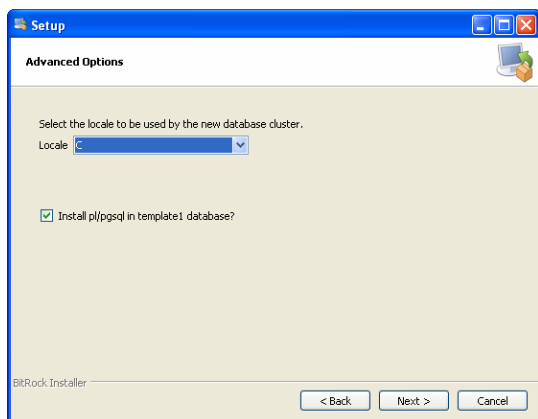 Setup
Advanced Options
Select the locale to be used by the new database cluster.
Locale C
Install pl/pgsql in template1 database?
BitRock Installer
< Back Next > Cancel